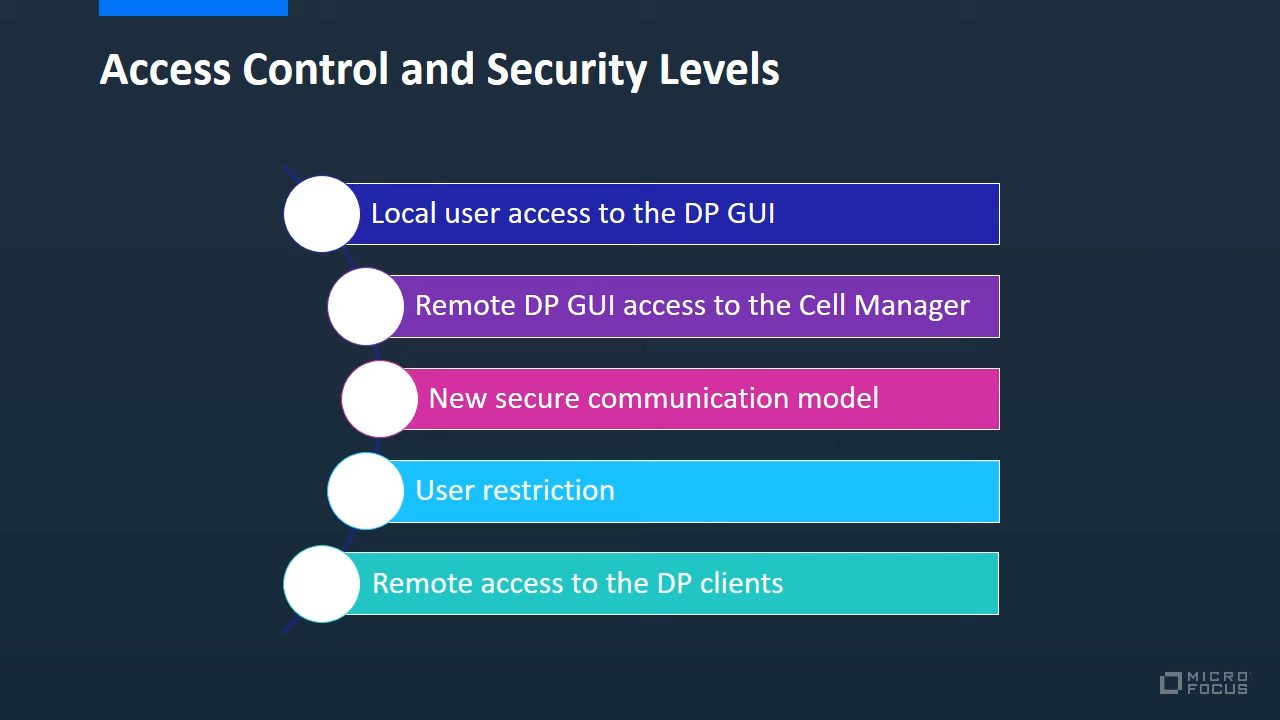 Access Control and Security Levels
Local user access to the DP GUI
Remote DP GUI access to the Cell Manager
New secure communication model
User restriction
Remote access to the DP clients
MICRO
FOCUS